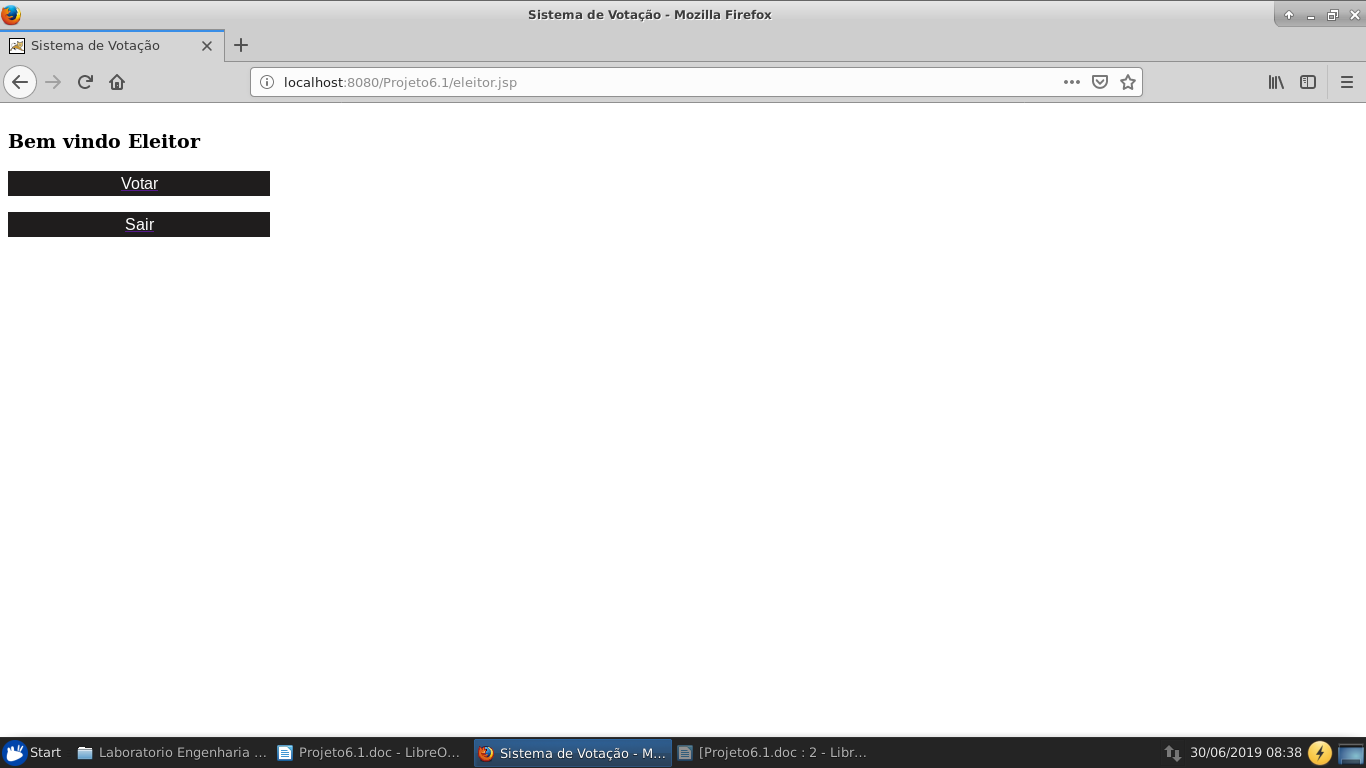 Sistema de Votação - Mozilla Firefox
Sistema de Votação
localhost:8080/Projeto6.1/eleitor.jsp
Bem vindo Eleitor
Votar
Sair
Start Laboratorio Engenharia ... Projeto6.1.doc - LibreO... Sistema de Votação - M... [Projeto6.1.doc : 2 - Libr... 30/06/2019 08:38